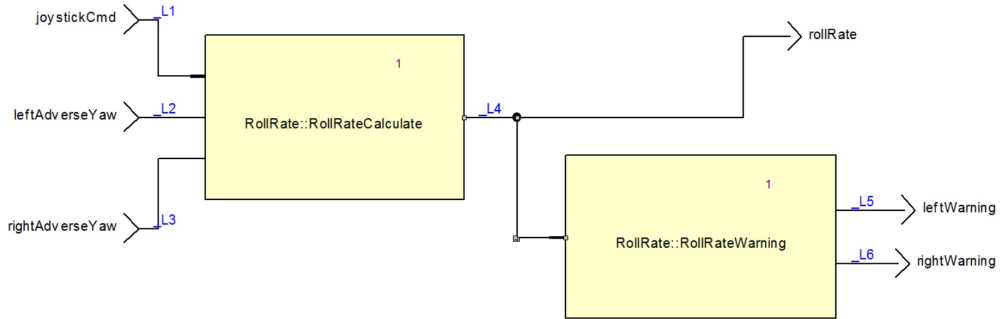 joystickCmd
_L1
leftAdverseYaw
_L2
rightAdverseYaw
_L3
1
RollRate::RollRateCalculate
_L4
rollRate
1
RollRate::RollRateWarning
_L5
leftWarning
_L6
rightWarning